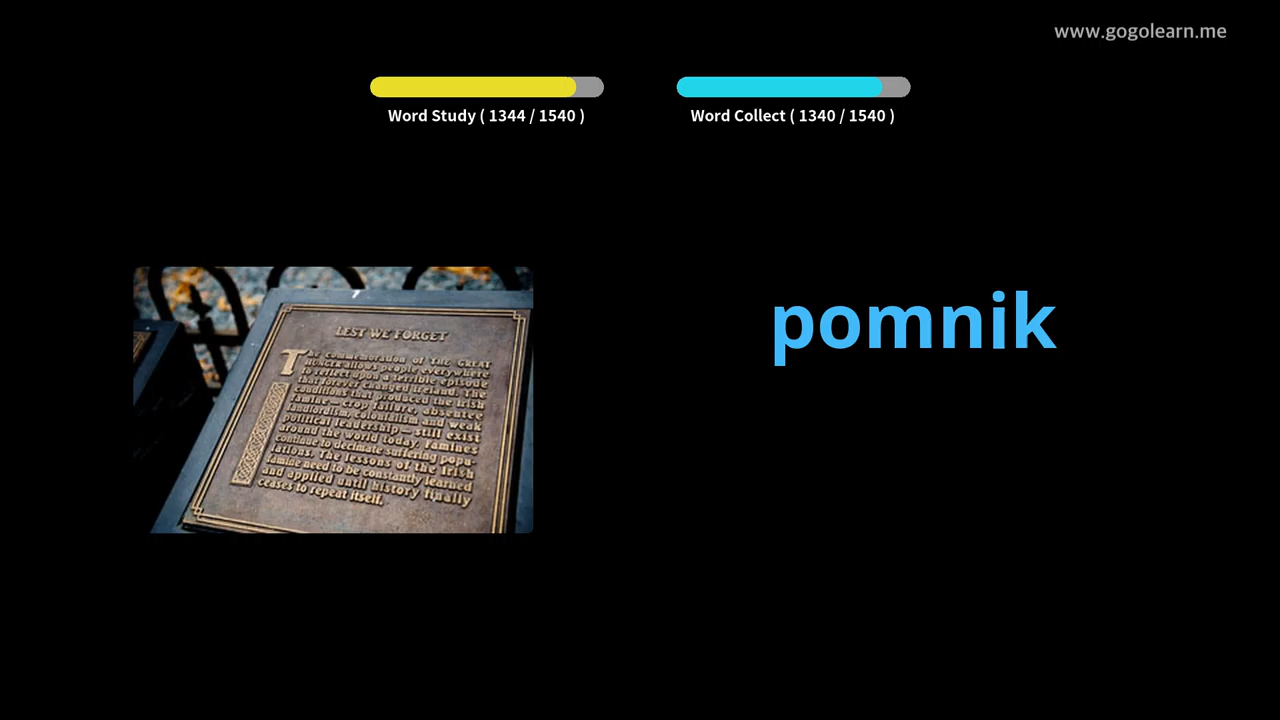 www.gogolearn.me
Word Study ( 1344 / 1540 )
Word Collect ( 1340 / 1540 )
pomnik
LEST WE FORGET
The commemoration of THE GREAT
HUNGER allows people everywhere
to reflect upon a terrible episode
that forever changed Ireland. The
conditions that produced the Irish
famine — crop failure, absentee
landlordism, colonialism and weak
political leadership — still exist
around the world today. Famines
continue to decimate suffering popu-
lations. The lessons of the Irish
famine need to be constantly learned
and applied until history finally
ceases to repeat itself.